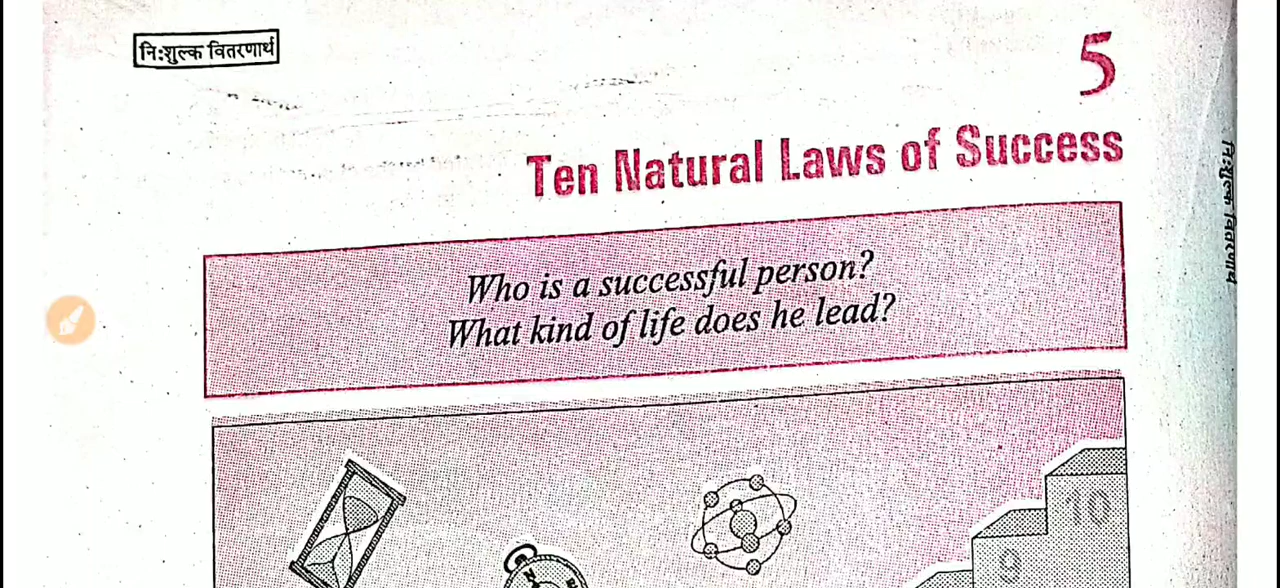 नि:शुल्क वितरणार्थ
5
Ten Natural Laws of Success
Who is a successful person?
What kind of life does he lead?
10
9
नि:शुल्क वितरणार्थ